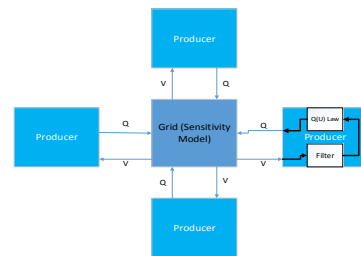 Producer
V
Q
Producer
Q
V
Grid (Sensitivity
Model)
Q
V
Q(U) Law
Producer
Filter
Q
V
Producer